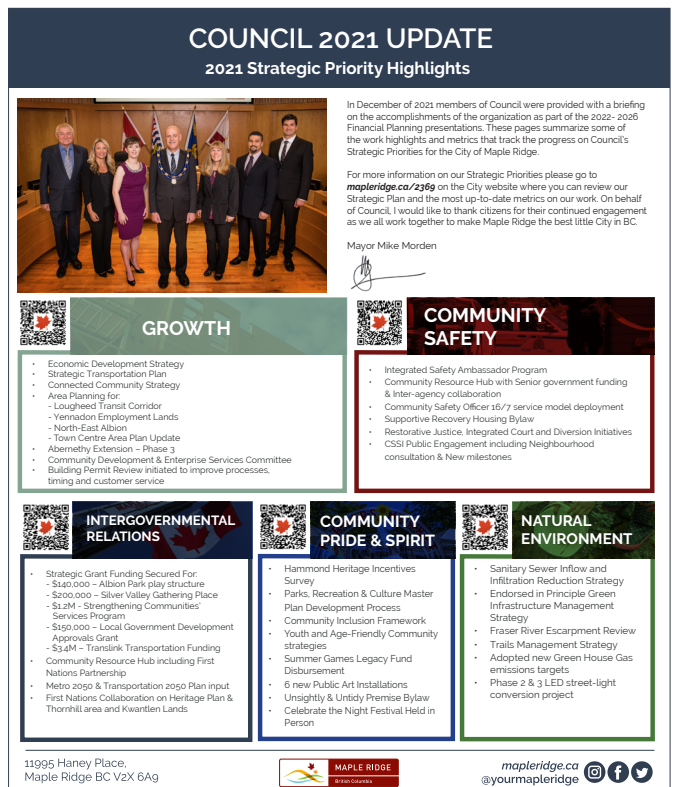 COUNCIL 2021 UPDATE
2021 Strategic Priority Highlights
In December of 2021 members of Council were provided with a briefing
on the accomplishments of the organization as part of the 2022- 2026
Financial Planning presentations. These pages summarize some of
the work highlights and metrics that track the progress on Council's
Strategic Priorities for the City of Maple Ridge.
For more information on our Strategic Priorities please go to
mapleridge.ca/2369 on the City website where you can review our
Strategic Plan and the most up-to-date metrics on our work. On behalf
of Council, I would like to thank citizens for their continued engagement
as we all work together to make Maple Ridge the best little City in BC.
Mayor Mike Morden
GROWTH
• Economic Development Strategy
• Strategic Transportation Plan
• Connected Community Strategy
• Area Planning for:
- Lougheed Transit Corridor
- Yennadon Employment Lands
- North-East Albion
- Town Centre Area Plan Update
• Abernethy Extension – Phase 3
• Community Development & Enterprise Services Committee
• Building Permit Review initiated to improve processes,
timing and customer service
COMMUNITY
SAFETY
• Integrated Safety Ambassador Program
• Community Resource Hub with Senior government funding
& Inter-agency collaboration
• Community Safety Officer 16/7 service model deployment
• Supportive Recovery Housing Bylaw
• Restorative Justice, Integrated Court and Diversion Initiatives
• CSSI Public Engagement including Neighbourhood
consultation & New milestones
INTERGOVERNMENTAL
RELATIONS
• Strategic Grant Funding Secured For:
- $140,000 – Albion Park play structure
- $200,000 – Silver Valley Gathering Place
- $1.2M - Strengthening Communities'
Services Program
- $150,000 – Local Government Development
Approvals Grant
- $3.4M – Translink Transportation Funding
• Community Resource Hub including First
Nations Partnership
• Metro 2050 & Transportation 2050 Plan input
• First Nations Collaboration on Heritage Plan &
Thornhill area and Kwantlen Lands
COMMUNITY
PRIDE & SPIRIT
• Hammond Heritage Incentives
Survey
• Parks, Recreation & Culture Master
Plan Development Process
• Community Inclusion Framework
• Youth and Age-Friendly Community
strategies
• Summer Games Legacy Fund
Disbursement
• 6 new Public Art Installations
• Unsightly & Untidy Premise Bylaw
• Celebrate the Night Festival Held in
Person
NATURAL
ENVIRONMENT
• Sanitary Sewer Inflow and
Infiltration Reduction Strategy
• Endorsed in Principle Green
Infrastructure Management
Strategy
• Fraser River Escarpment Review
• Trails Management Strategy
• Adopted new Green House Gas
emissions targets
• Phase 2 & 3 LED street-light
conversion project
11995 Haney Place,
Maple Ridge BC V2X 6A9
MAPLE RIDGE
British Columbia
mapleridge.ca
@yourmapleridge